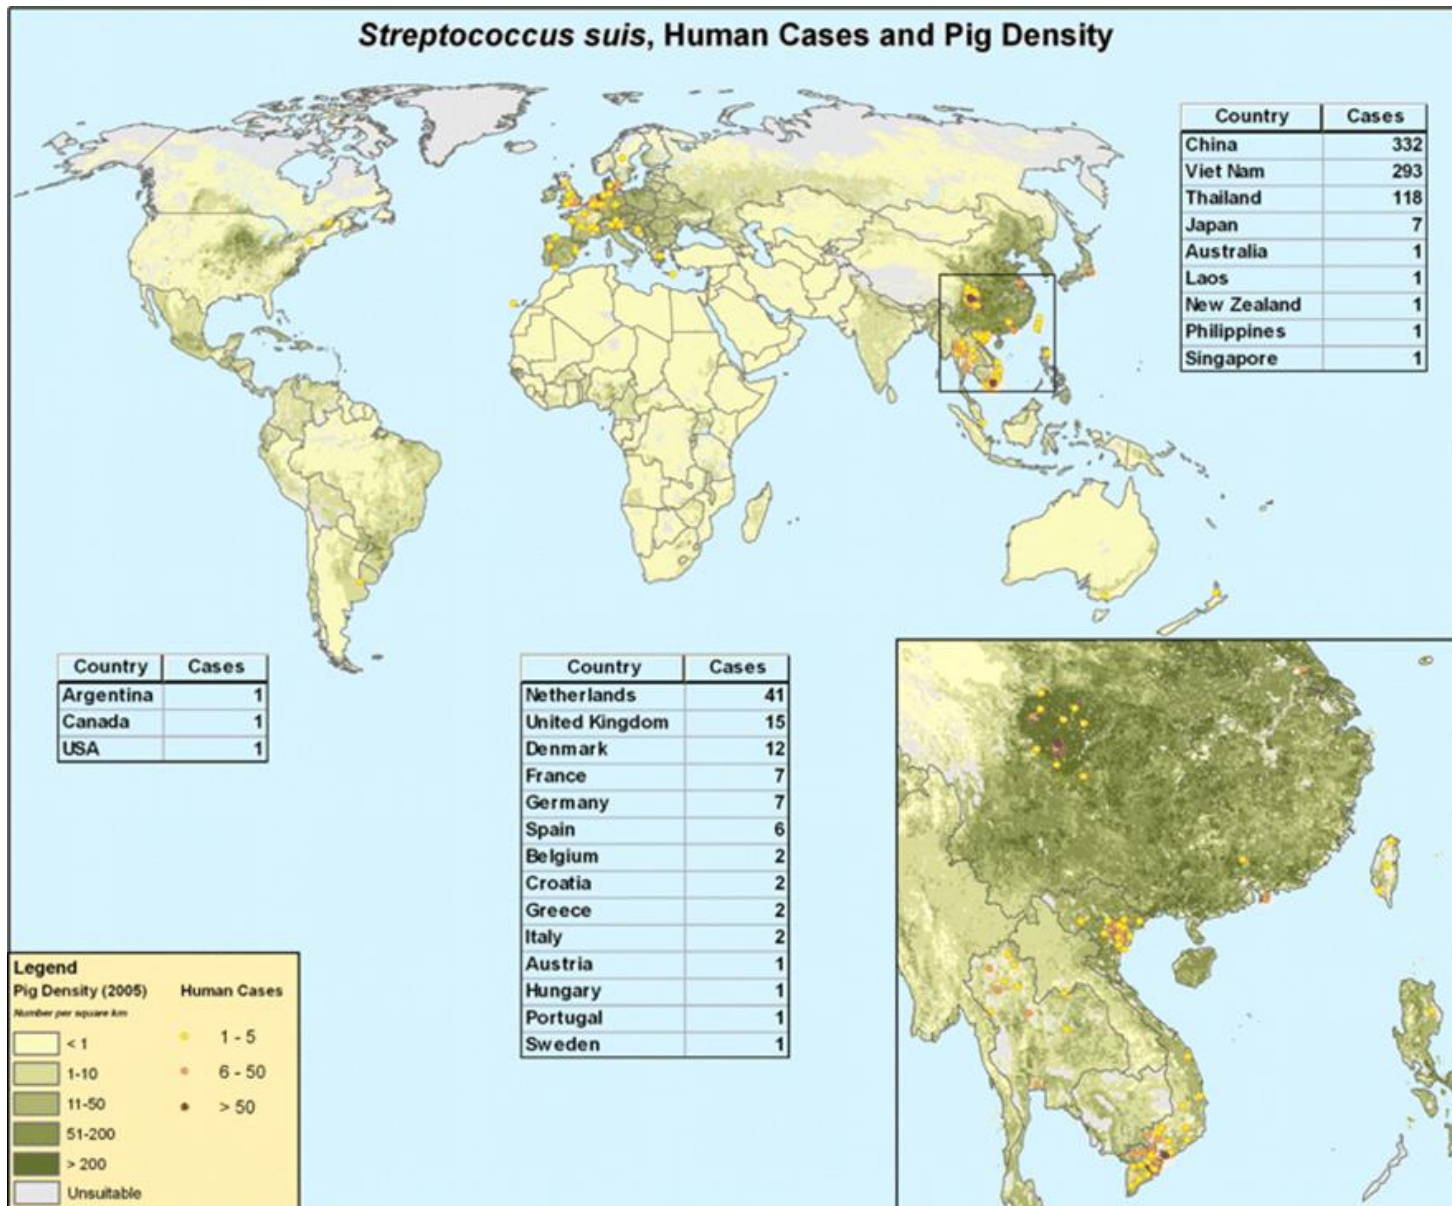 Streptococcus suis, Human Cases and Pig Density
Country Cases
China 332
Viet Nam 293
Thailand 118
Japan 7
Australia 1
Laos 1
New Zealand 1
Philippines 1
Singapore 1
Country Cases
Argentina 1
Canada 1
USA 1
Country Cases
Netherlands 41
United Kingdom 15
Denmark 12
France 7
Germany 7
Spain 6
Belgium 2
Croatia 2
Greece 2
Italy 2
Austria 1
Hungary 1
Portugal 1
Sweden 1
Legend
Pig Density (2005) Human Cases
Number per square km
< 1 1 - 5
1-10 6 - 50
11-50 > 50
51-200
> 200
Unsuitable